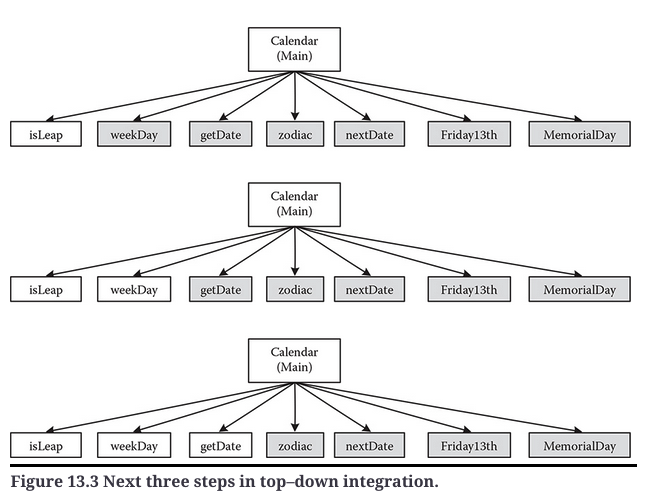 Calendar
(Main)
isLeap weekDay getDate zodiac nextDate Friday13th MemorialDay
Calendar
(Main)
isLeap weekDay getDate zodiac nextDate Friday13th MemorialDay
Calendar
(Main)
isLeap weekDay getDate zodiac nextDate Friday13th MemorialDay
Figure 13.3 Next three steps in top–down integration.